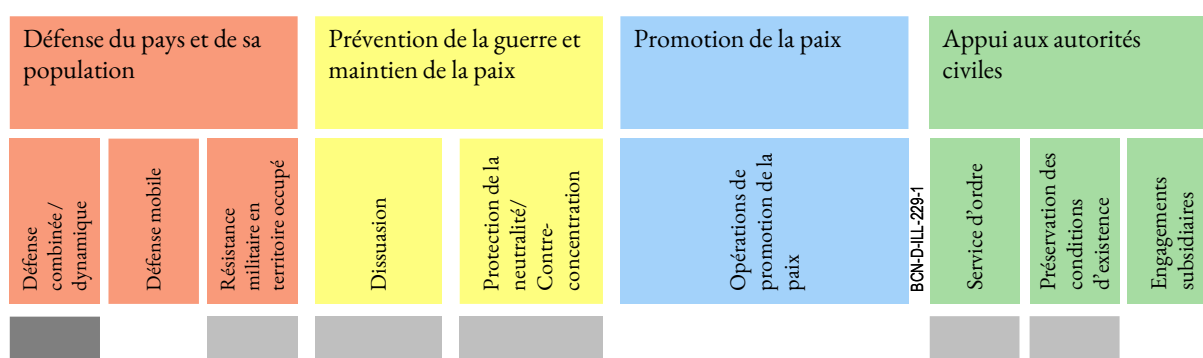 Défense du pays et de sa
population
Prévention de la guerre et
maintien de la paix
Promotion de la paix
Appui aux autorités
civiles
Défense
combinée /
dynamique
Défense mobile
Résistance
militaire en
territoire occupé
Dissuasion
Protection de la
neutralité/
Contre-
concentration
Opérations de
promotion de la
paix
BCN-D-ILL-229-1
Service d'ordre
Préservation des
conditions
d'existence
Engagements
subsidiaires